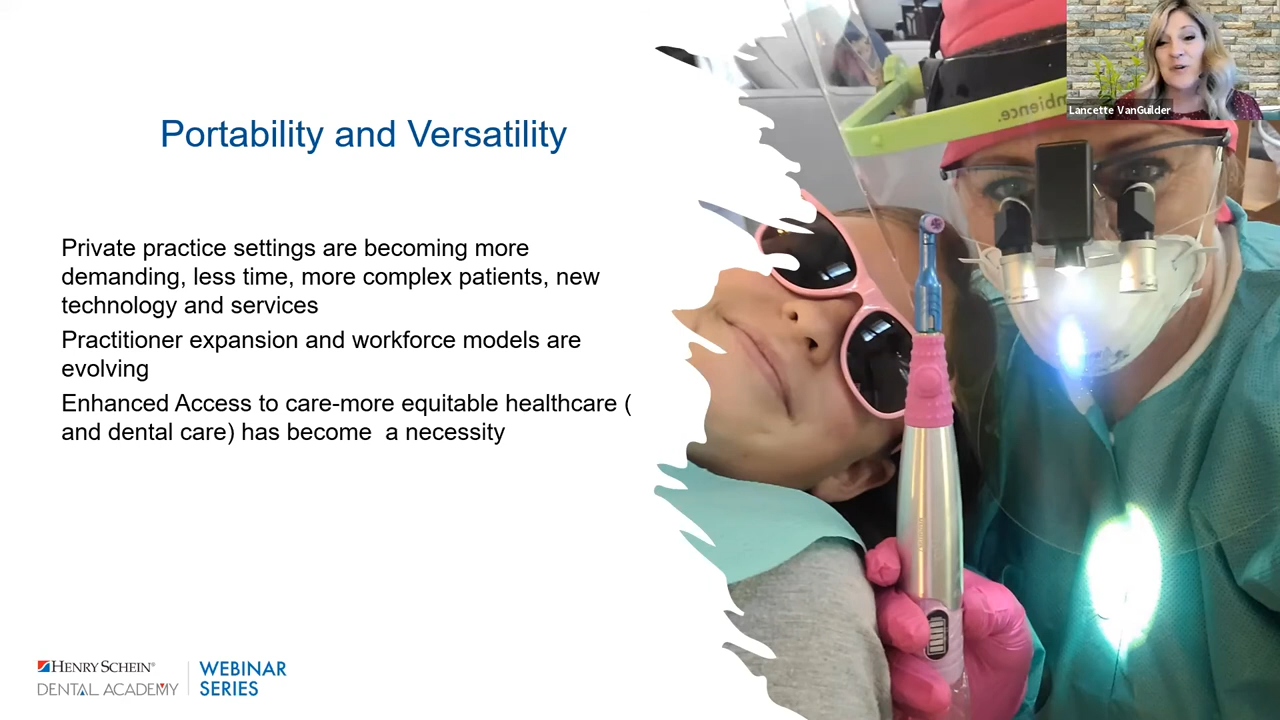 Lancette VanGuilder
mbience.
Portability and Versatility
Private practice settings are becoming more
demanding, less time, more complex patients, new
technology and services
Practitioner expansion and workforce models are
evolving
Enhanced Access to care-more equitable healthcare (
and dental care) has become  a necessity
HENRY SCHEIN®
DENTAL ACADEMY
WEBINAR
SERIES